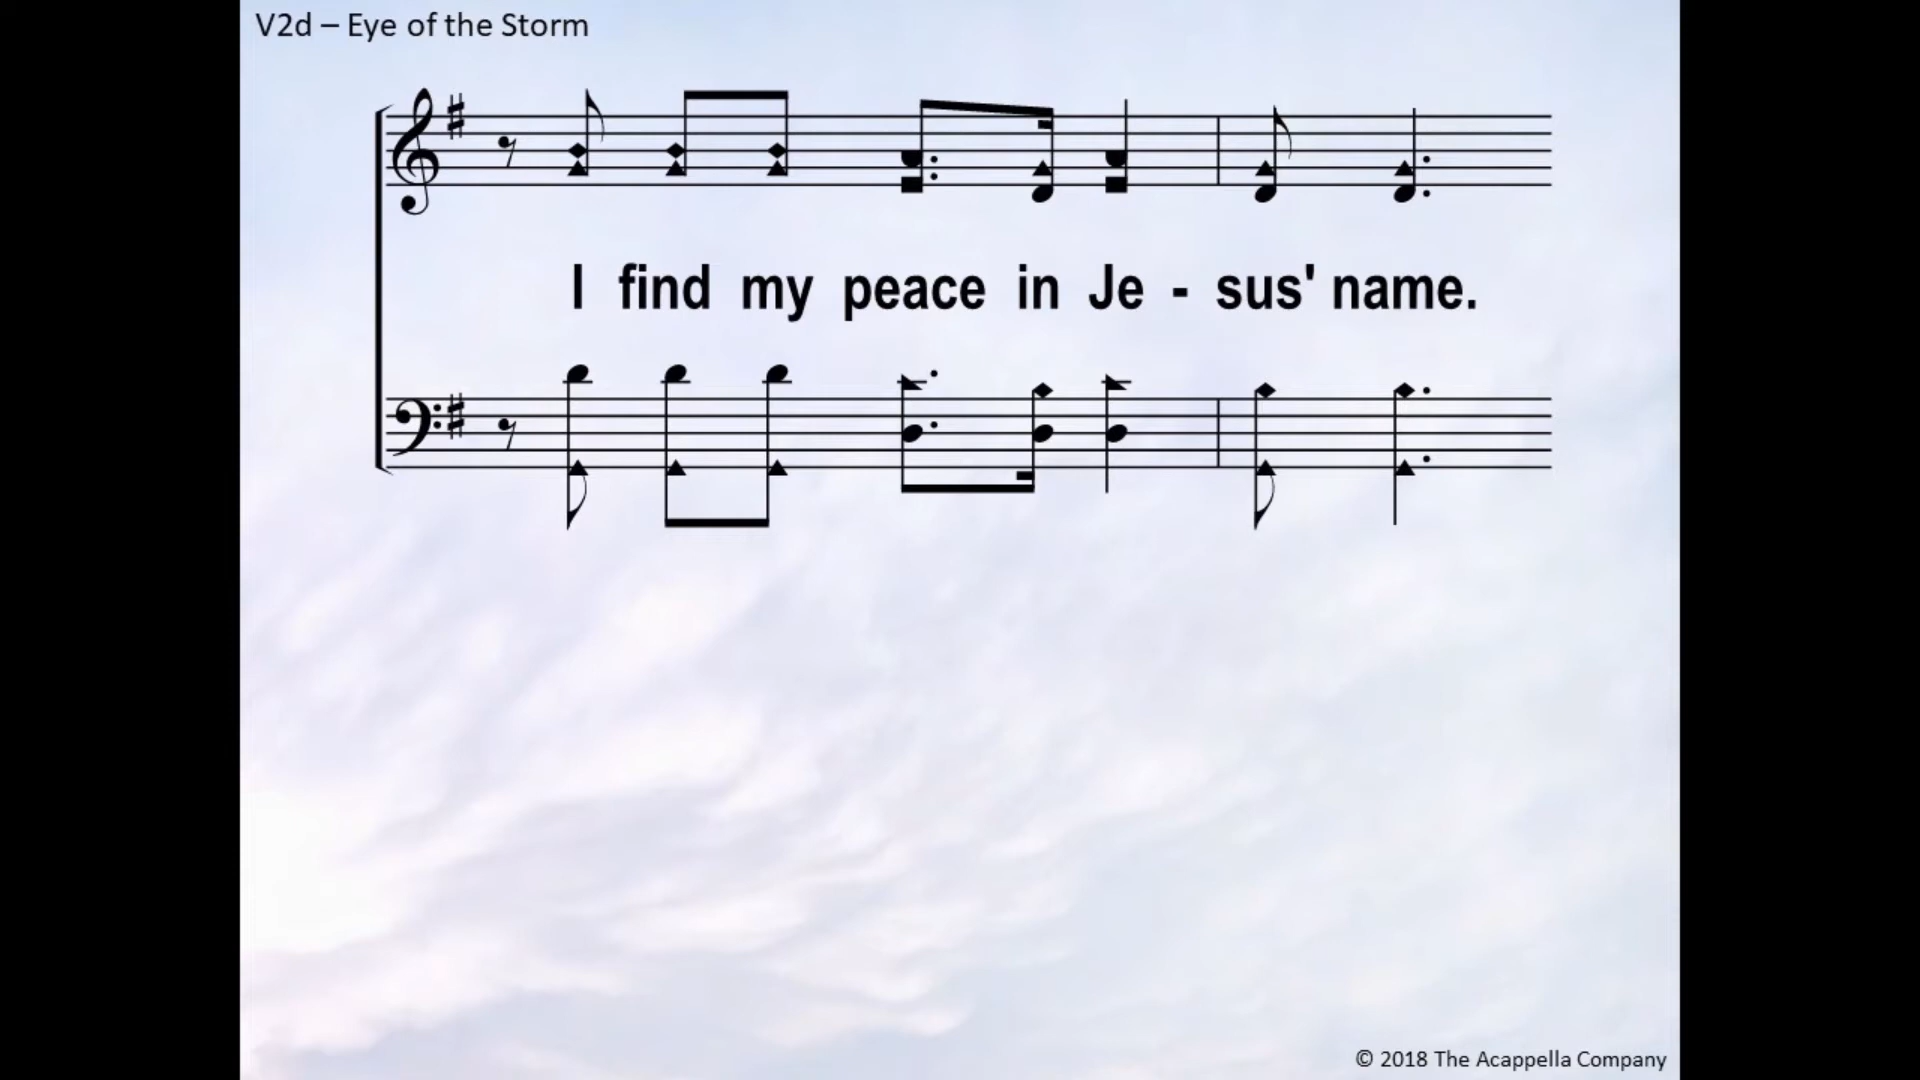 V2d – Eye of the Storm
I find my peace in Je - sus' name.
© 2018 The Acappella Company